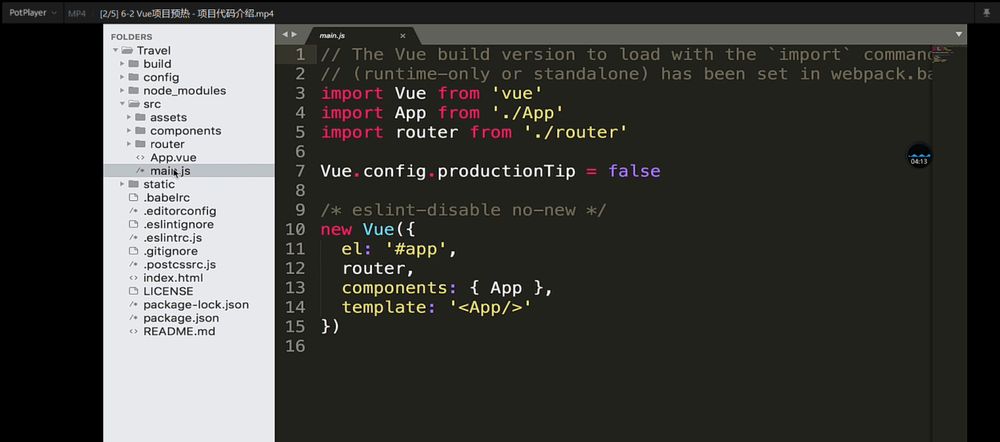 PotPlayer MP4 [2/5] 6-2 Vue项目预热 - 项目代码介绍.mp4
FOLDERS
Travel
build
config
node_modules
src
assets
components
router
App.vue
main.js
static
.babelrc
.editorconfig
.eslintignore
.eslintrc.js
.gitignore
.postcssrc.js
index.html
LICENSE
package-lock.json
package.json
README.md
main.js
1 // The Vue build version to load with the `import` command
2 // (runtime-only or standalone) has been set in webpack.ba
3 import Vue from 'vue'
4 import App from './App'
5 import router from './router'
6
7 Vue.config.productionTip = false
8
9 /* eslint-disable no-new */
10 new Vue({
11 el: '#app',
12 router,
13 components: { App },
14 template: '<App/>'
15 })
16
04:13